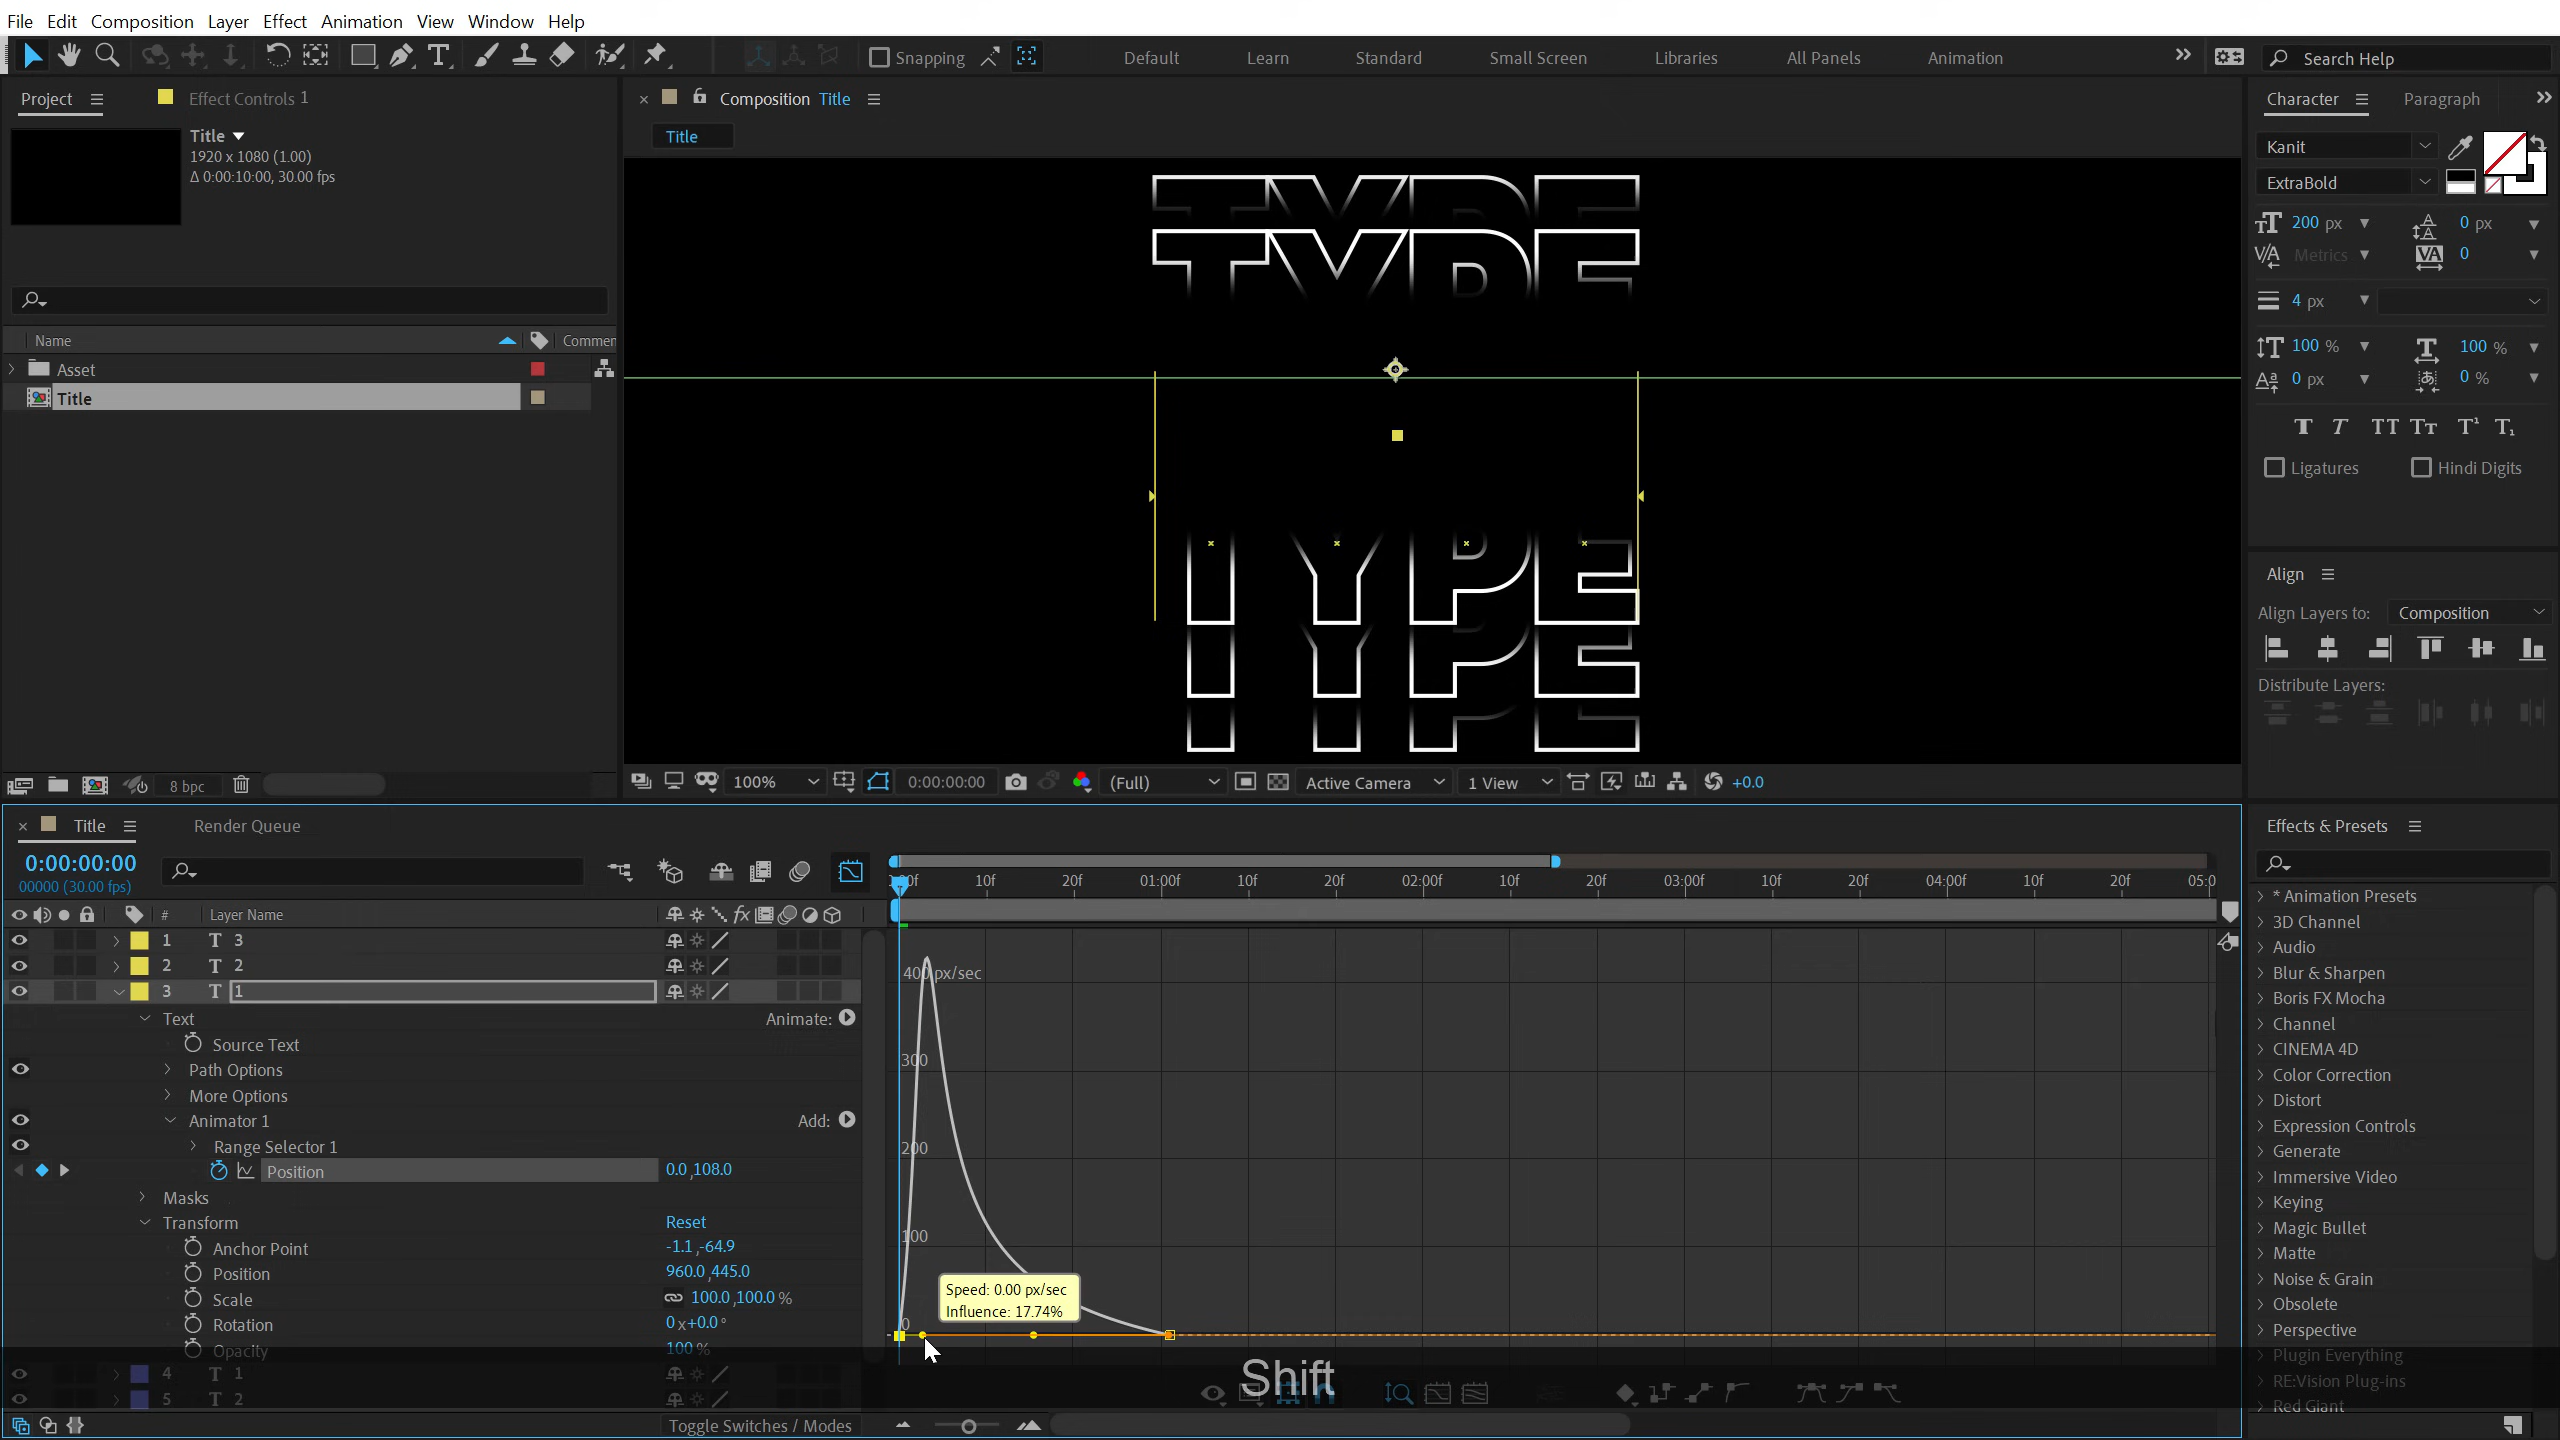 File Edit Composition Layer Effect Animation View Window Help
Snapping
Default Learn Standard Small Screen Libraries All Panels Animation
Search Help
Project
Effect Controls 1
Title
1920 x 1080 (1.00)
Δ 0:00:10:00, 30.00 fps
Name
Commen
Asset
Title
8 bpc
Composition Title
Title
TYPE
TYPE
TYPE
TYPE
TYPE
100%
0:00:00:00
(Full)
Active Camera
1 View
+0.0
Character
Paragraph
Kanit
ExtraBold
200 px
0 px
Metrics
0
4 px
100 %
100 %
0 px
0 %
Ligatures
Hindi Digits
Align
Align Layers to: Composition
Distribute Layers:
Title
Render Queue
0:00:00:00
00000 (30.00 fps)
# Layer Name
1 T 3
2 T 2
3 T 1
Text
Animate:
Source Text
Path Options
More Options
Animator 1
Add:
Range Selector 1
Position 0.0,108.0
Masks
Transform Reset
Anchor Point -1.1,-64.9
Position 960.0,445.0
Scale 100.0,100.0 %
Rotation 0x+0.0°
Opacity 100 %
4 T 1
5 T 2
Toggle Switches / Modes
:00f 10f 20f 01:00f 10f 20f 02:00f 10f 20f 03:00f 10f 20f 04:00f 10f 20f 05:0
400 px/sec
300
200
100
0
Speed: 0.00 px/sec
Influence: 17.74%
Shift
Effects & Presets
* Animation Presets
3D Channel
Audio
Blur & Sharpen
Boris FX Mocha
Channel
CINEMA 4D
Color Correction
Distort
Expression Controls
Generate
Immersive Video
Keying
Magic Bullet
Matte
Noise & Grain
Obsolete
Perspective
Plugin Everything
RE:Vision Plug-ins
Red Giant